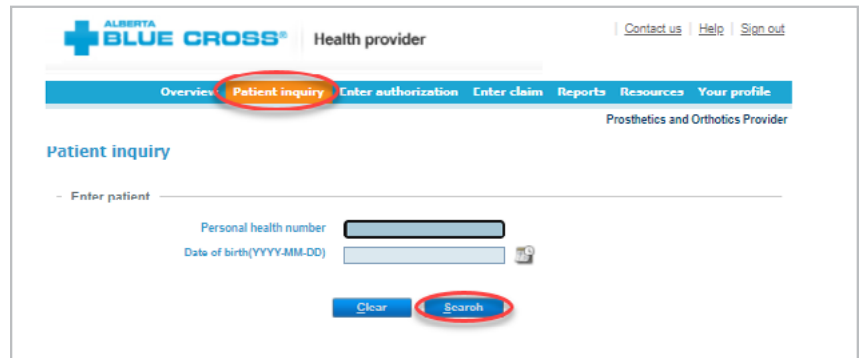 ALBERTA
BLUE CROSS® Health provider
Contact us Help Sign out
Overview Patient inquiry Enter authorization Enter claim Reports Resources Your profile
Prosthetics and Orthotics Provider
Patient inquiry
Enter patient
Personal health number
Date of birth(YYYY-MM-DD)
Clear Search